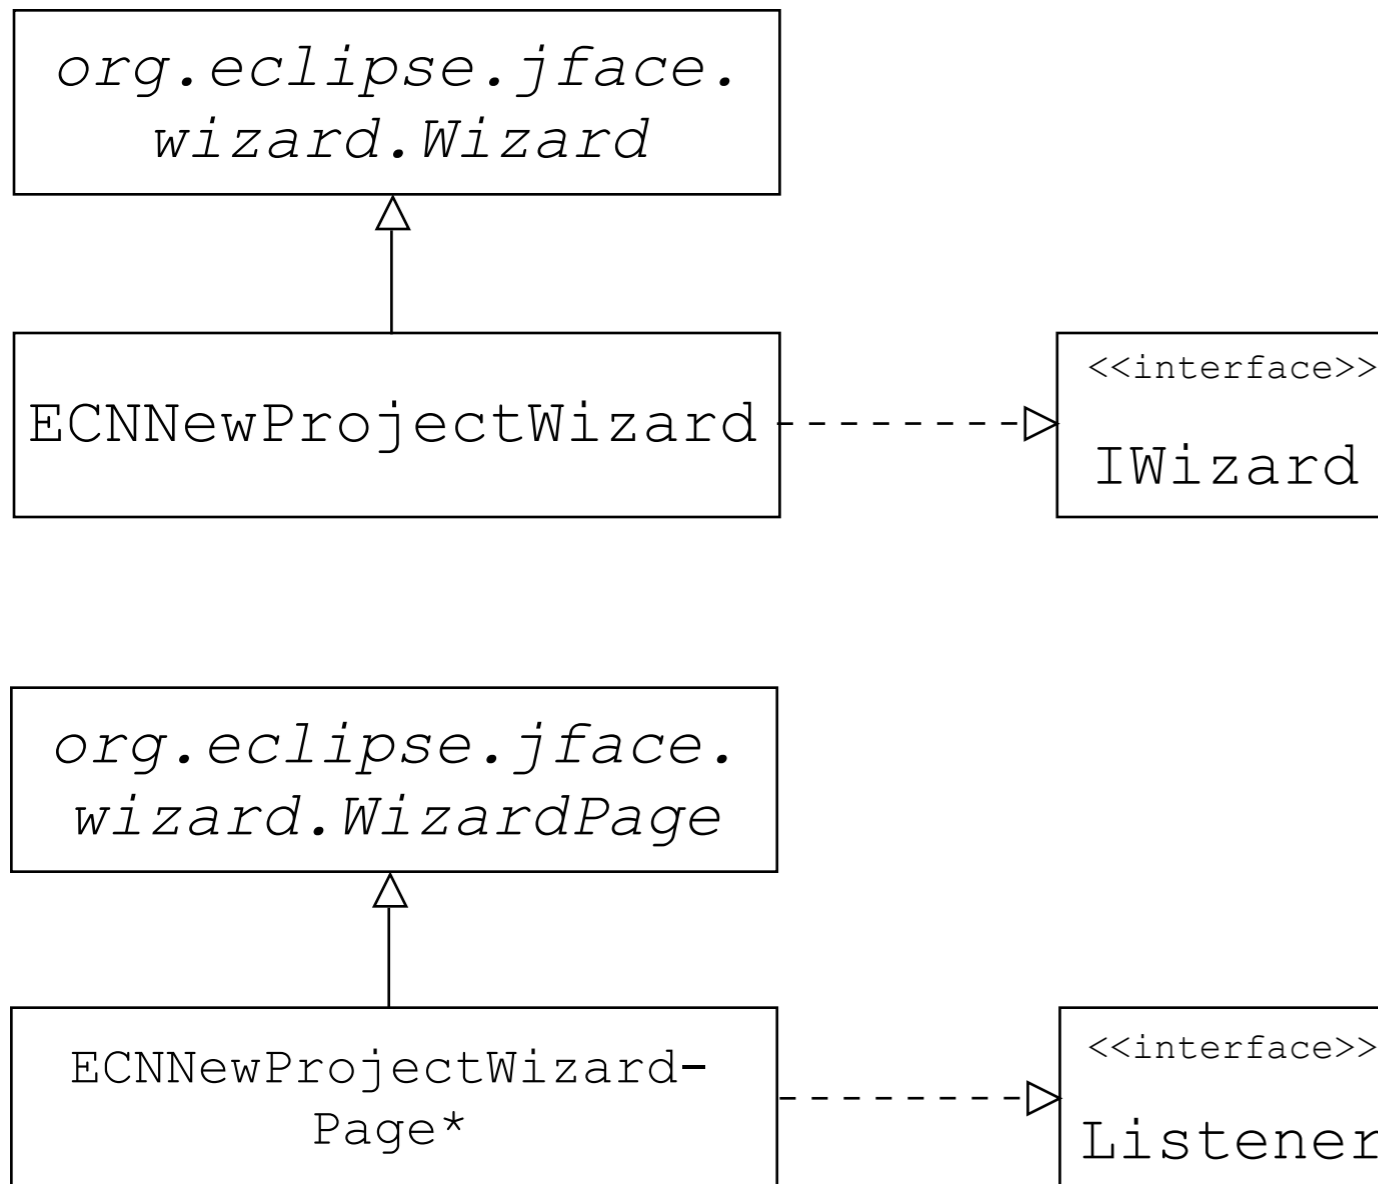 org.eclipse.jface.
wizard.Wizard
ECNNewProjectWizard
<<interface>>
IWizard
org.eclipse.jface.
wizard.WizardPage
ECNNewProjectWizard-
Page*
<<interface>>
Listener